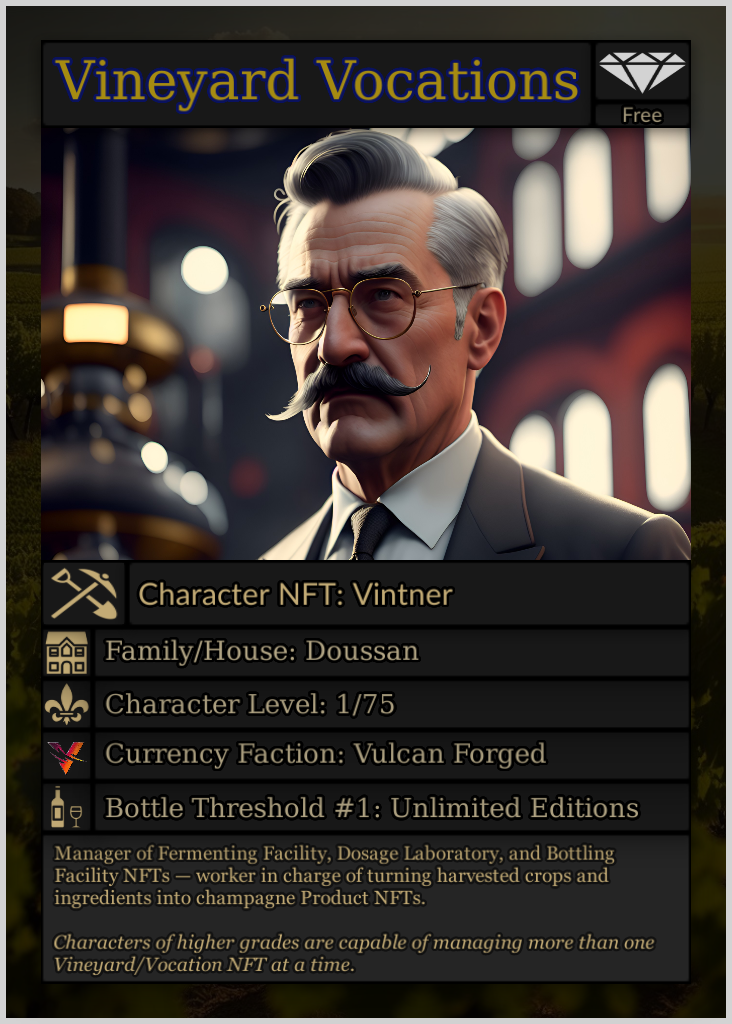 Vineyard Vocations
Free
Character NFT: Vintner
Family/House: Doussan
Character Level: 1/75
Currency Faction: Vulcan Forged
Bottle Threshold #1: Unlimited Editions
Manager of Fermenting Facility, Dosage Laboratory, and Bottling
Facility NFTs — worker in charge of turning harvested crops and
ingredients into champagne Product NFTs.
Characters of higher grades are capable of managing more than one
Vineyard/Vocation NFT at a time.